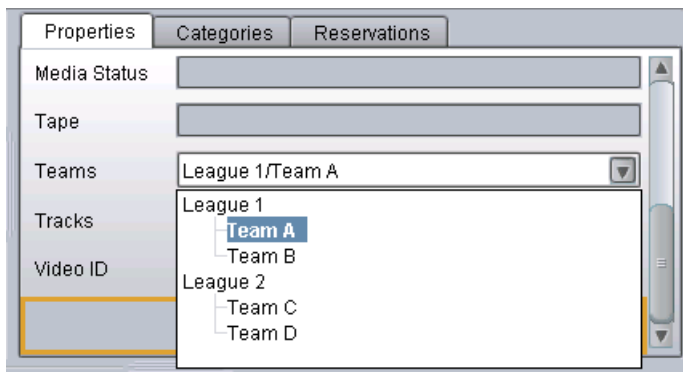 Properties Categories Reservations
Media Status
Tape
Teams League 1/Team A
League 1
Tracks
Team A
Team B
Video ID
League 2
Team C
Team D